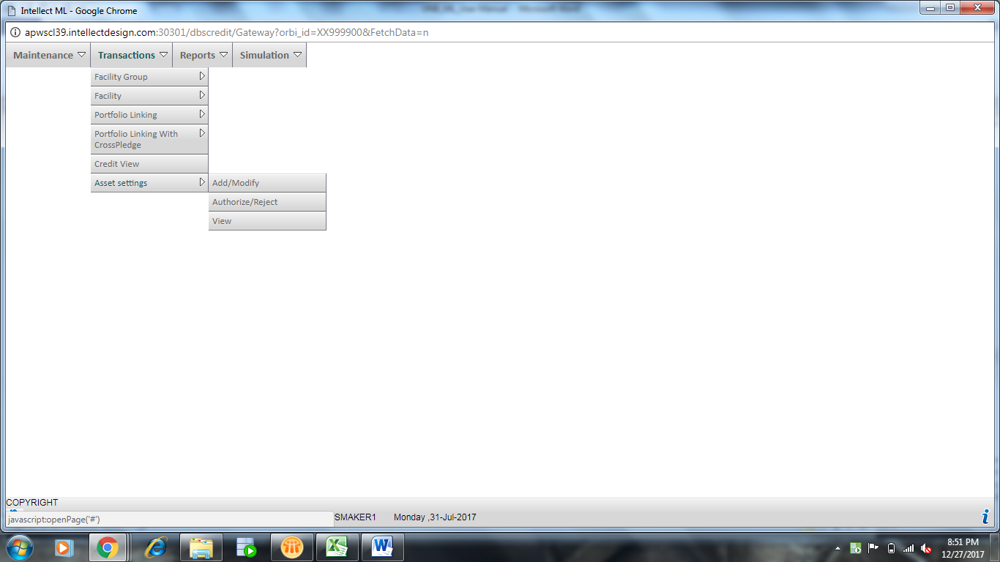 Intellect ML - Google Chrome
apwscl39.intellectdesign.com:30301/dbscredit/Gateway?orbi_id=XX999900&FetchData=n
Maintenance Transactions Reports Simulation
Facility Group
Facility
Portfolio Linking
Portfolio Linking With
CrossPledge
Credit View
Asset settings Add/Modify
Authorize/Reject
View
COPYRIGHT
javascript:openPage('#') SMAKER1 Monday ,31-Jul-2017
8:51 PM
12/27/2017